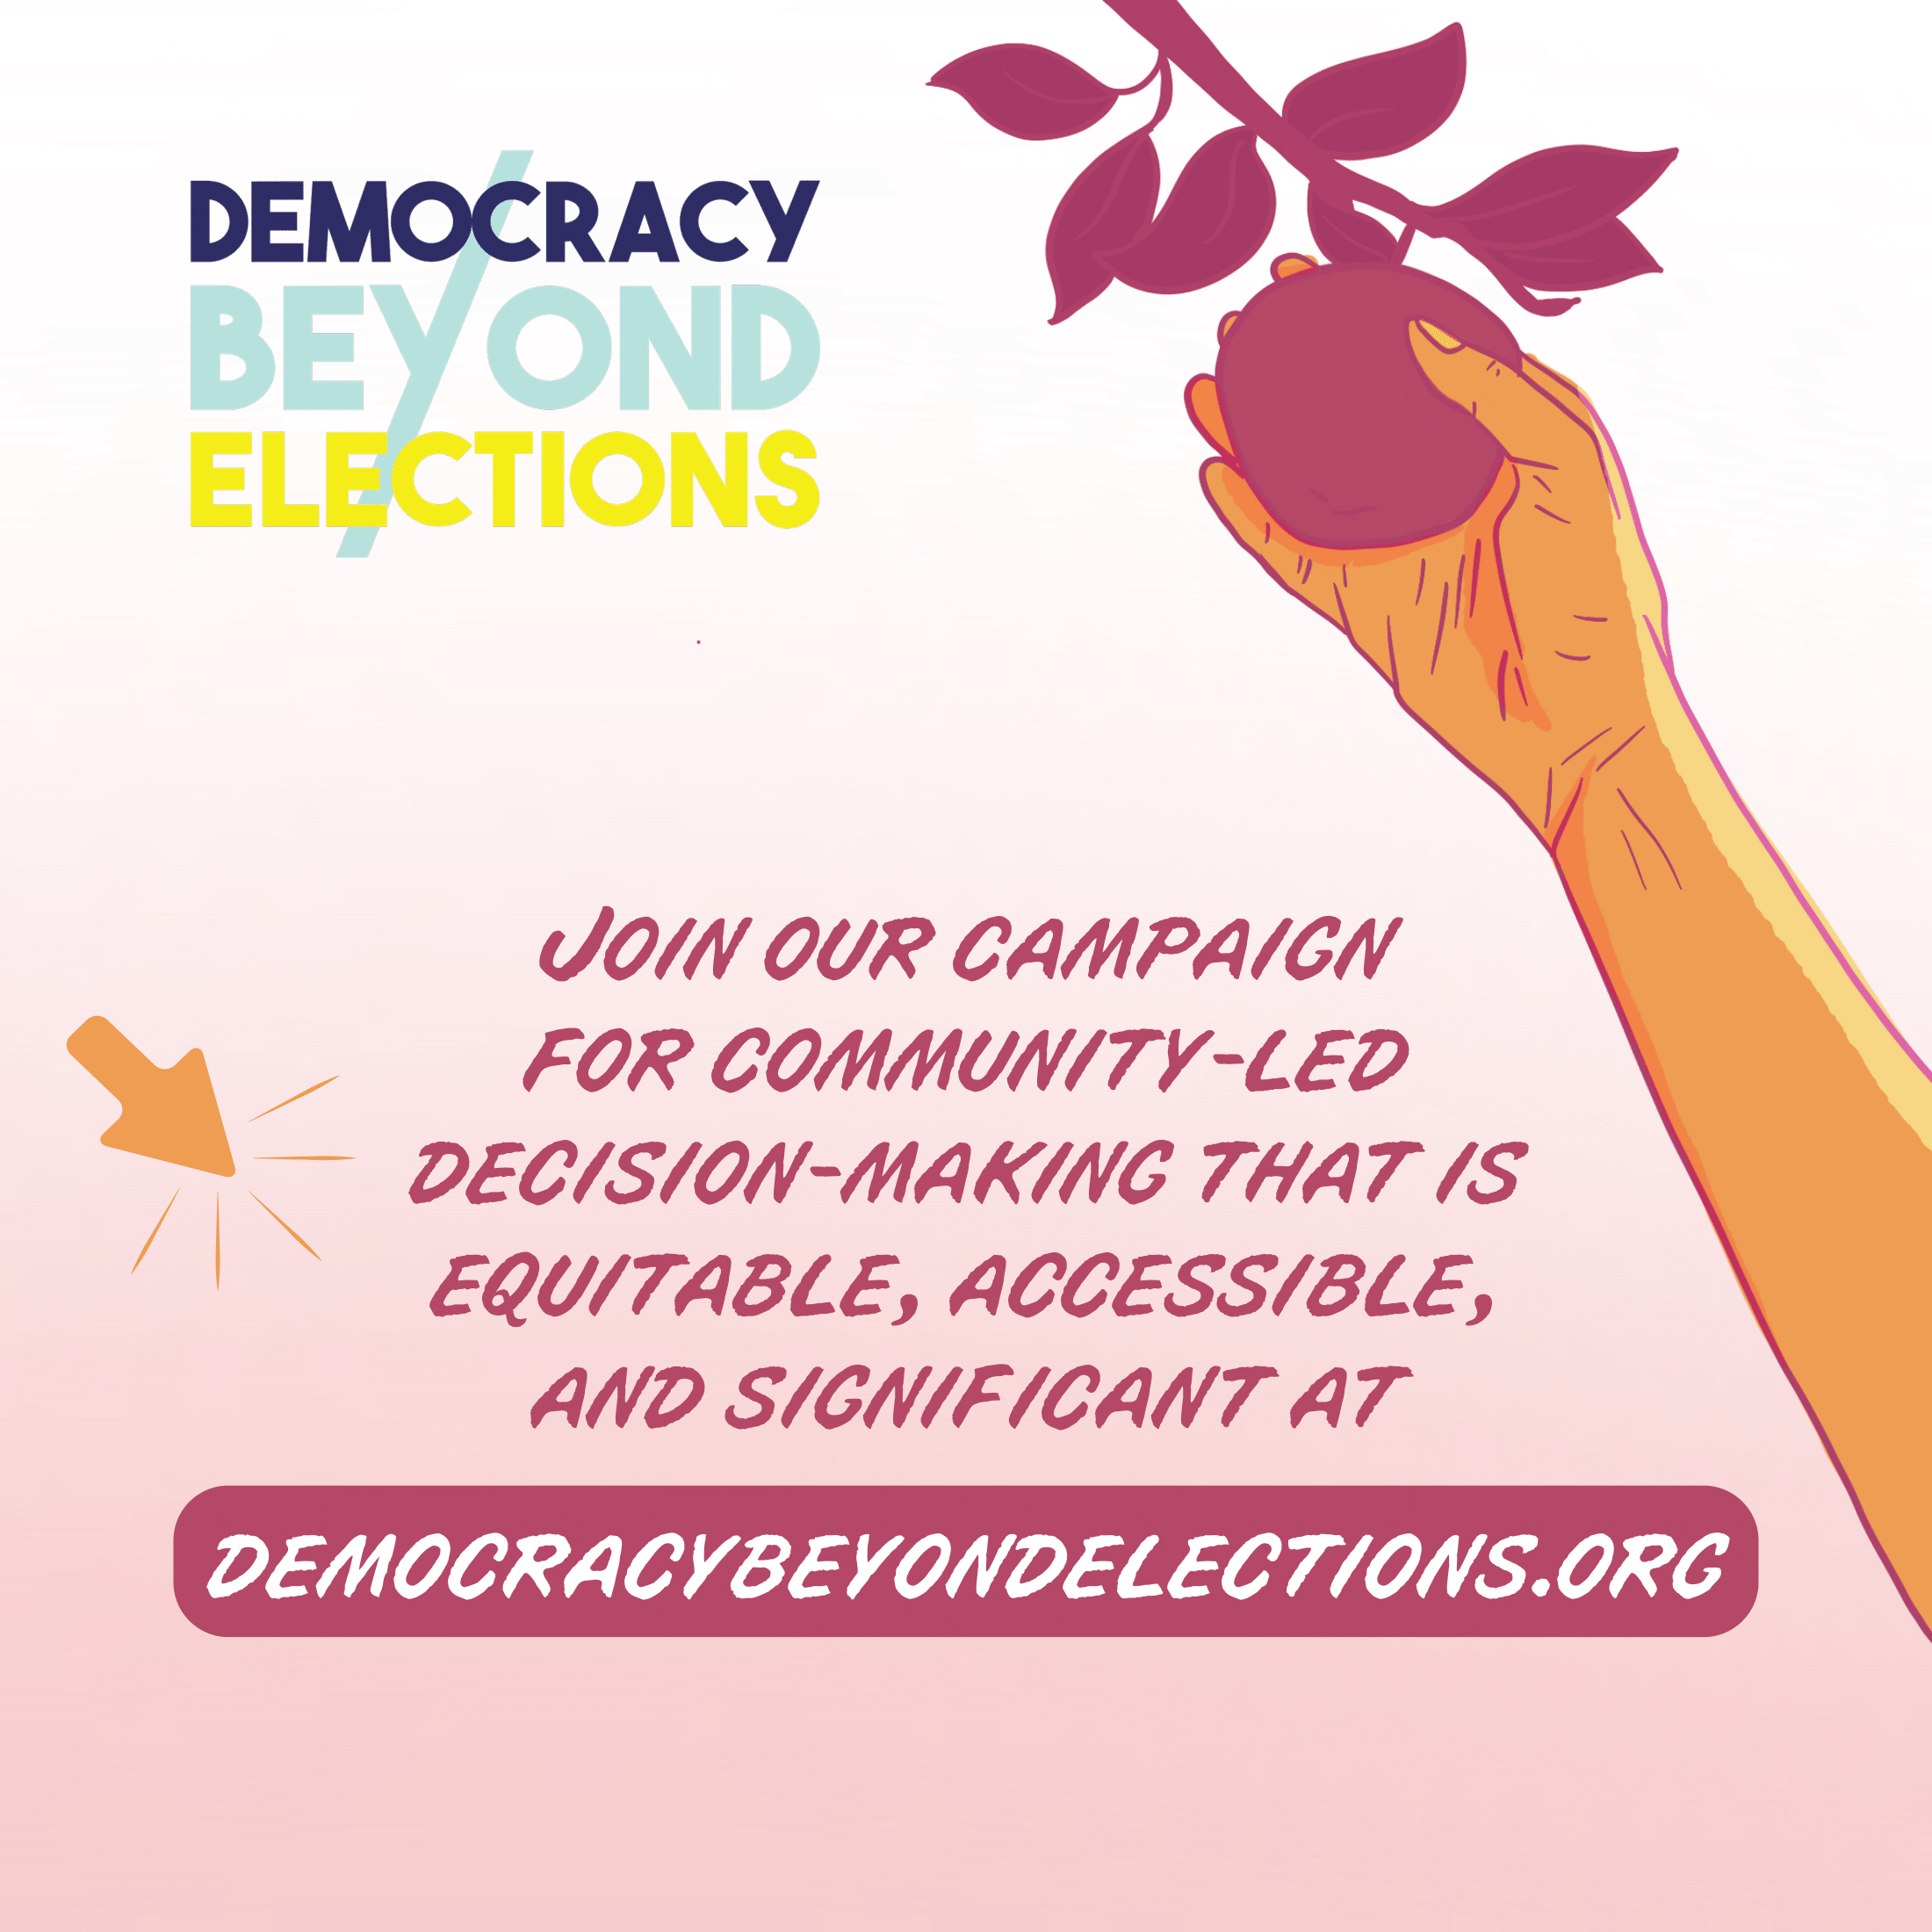 DEMOCRACY
BEYOND
ELECTIONS
JOIN OUR CAMPAIGN
FOR COMMUNITY-LED
DECISION-MAKING THAT IS
EQUITABLE, ACCESSIBLE,
AND SIGNIFICANT AT
DEMOCRACYBEYONDELECTIONS.ORG